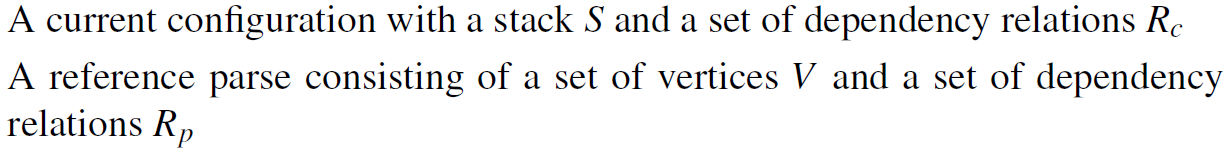 A current configuration with a stack S and a set of dependency relations R_c
A reference parse consisting of a set of vertices V and a set of dependency
relations R_p